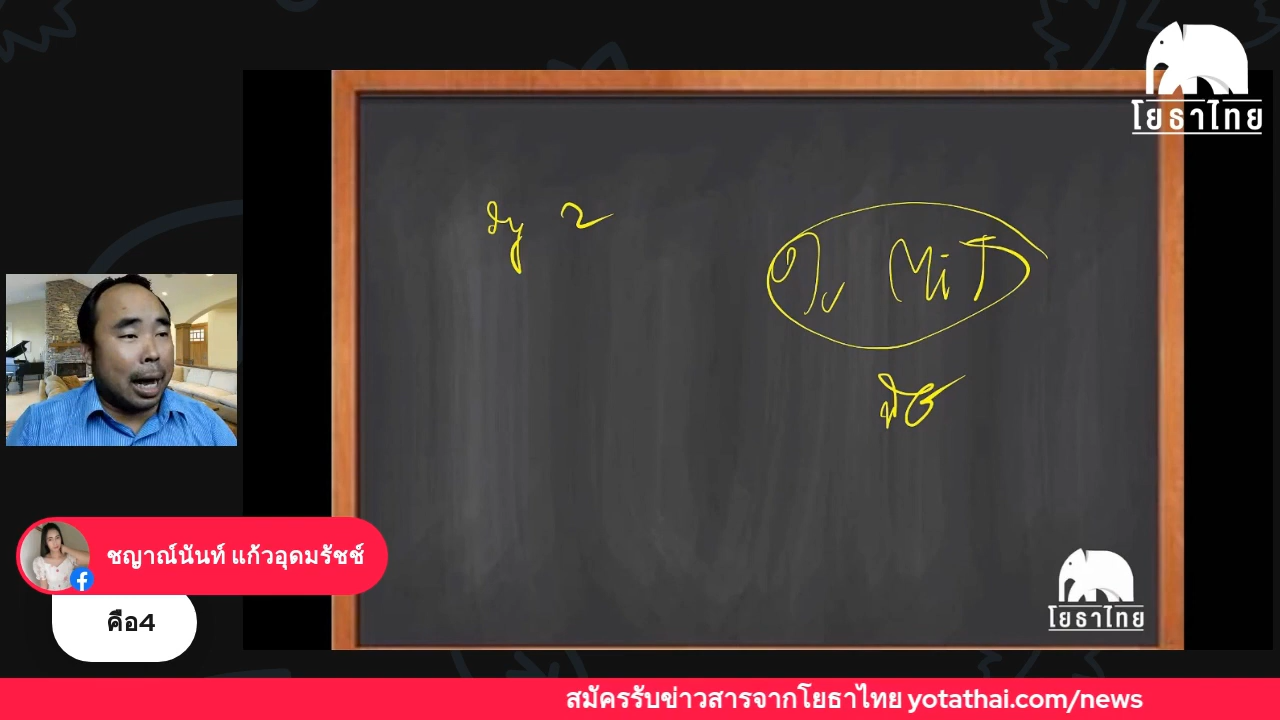 โยธาไทย
2
MiT
ชญาณ์นันท์ แก้วอุดมรัชช์
คือ4
โยธาไทย
สมัครรับข่าวสารจากโยธาไทย yotathai.com/news